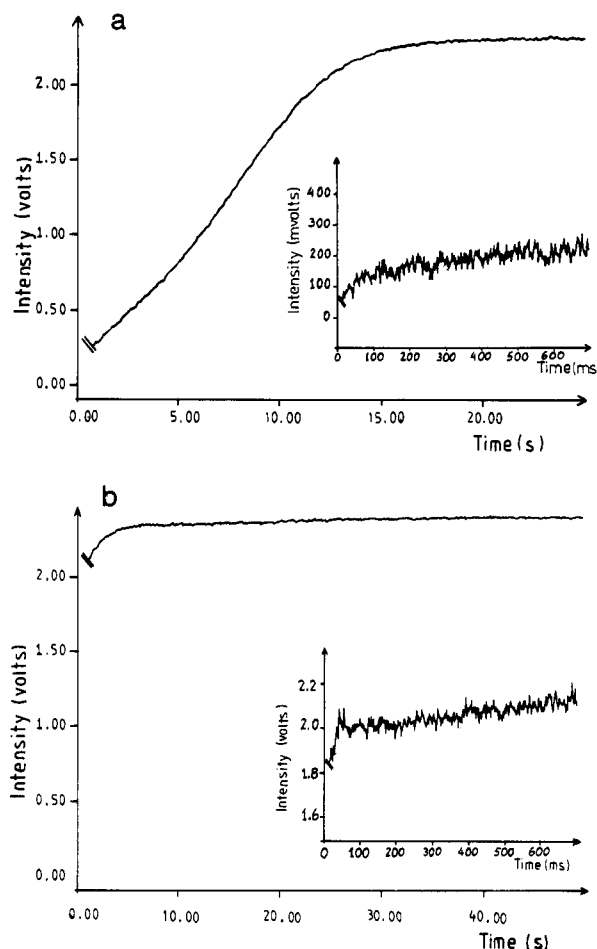 a
2.00
1.50
1.00
0.50
0.00
Intensity (volts)
0.00 5.00 10.00 15.00 20.00
Time (s)
400
300
200
100
0
Intensity (mvolts)
0 100 200 300 400 500 600
Time(ms
b
2.00
1.50
1.00
0.50
0.00
Intensity (volts)
0.00 10.00 20.00 30.00 40.00
Time (s)
2.2
2.0
1.8
1.6
Intensity (volts)
0 100 200 300 400 500 600
Time (ms)